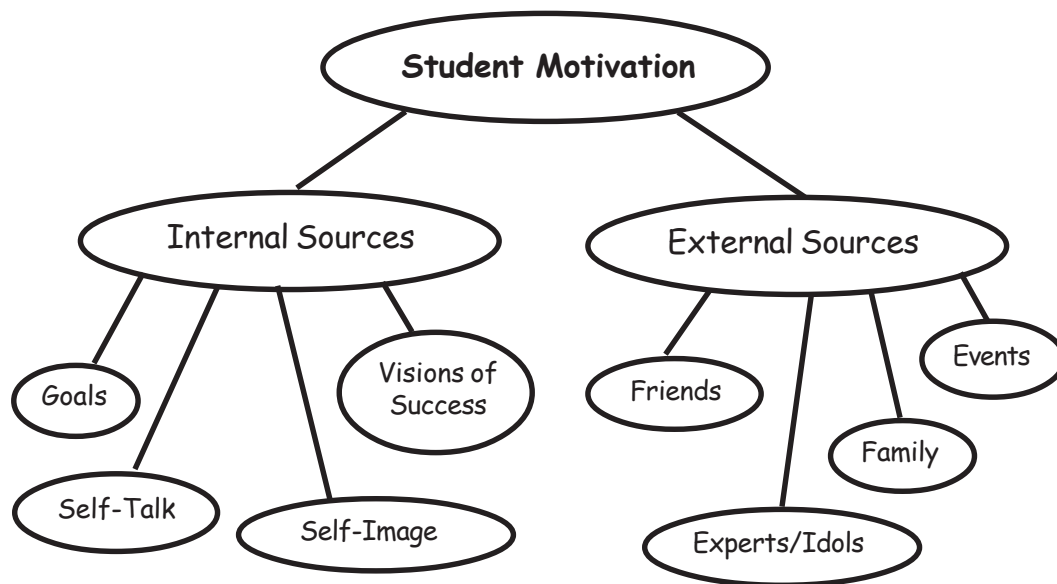 Student Motivation
Internal Sources
External Sources
Goals
Self-Talk
Self-Image
Visions of
Success
Friends
Experts/Idols
Family
Events